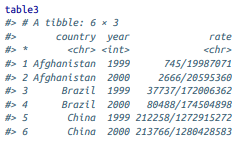 table3
#> # A tibble: 6 × 3
#> country year rate
#> * <chr> <int> <chr>
#> 1 Afghanistan 1999 745/19987071
#> 2 Afghanistan 2000 2666/20595360
#> 3 Brazil 1999 37737/172006362
#> 4 Brazil 2000 80488/174504898
#> 5 China 1999 212258/1272915272
#> 6 China 2000 213766/1280428583